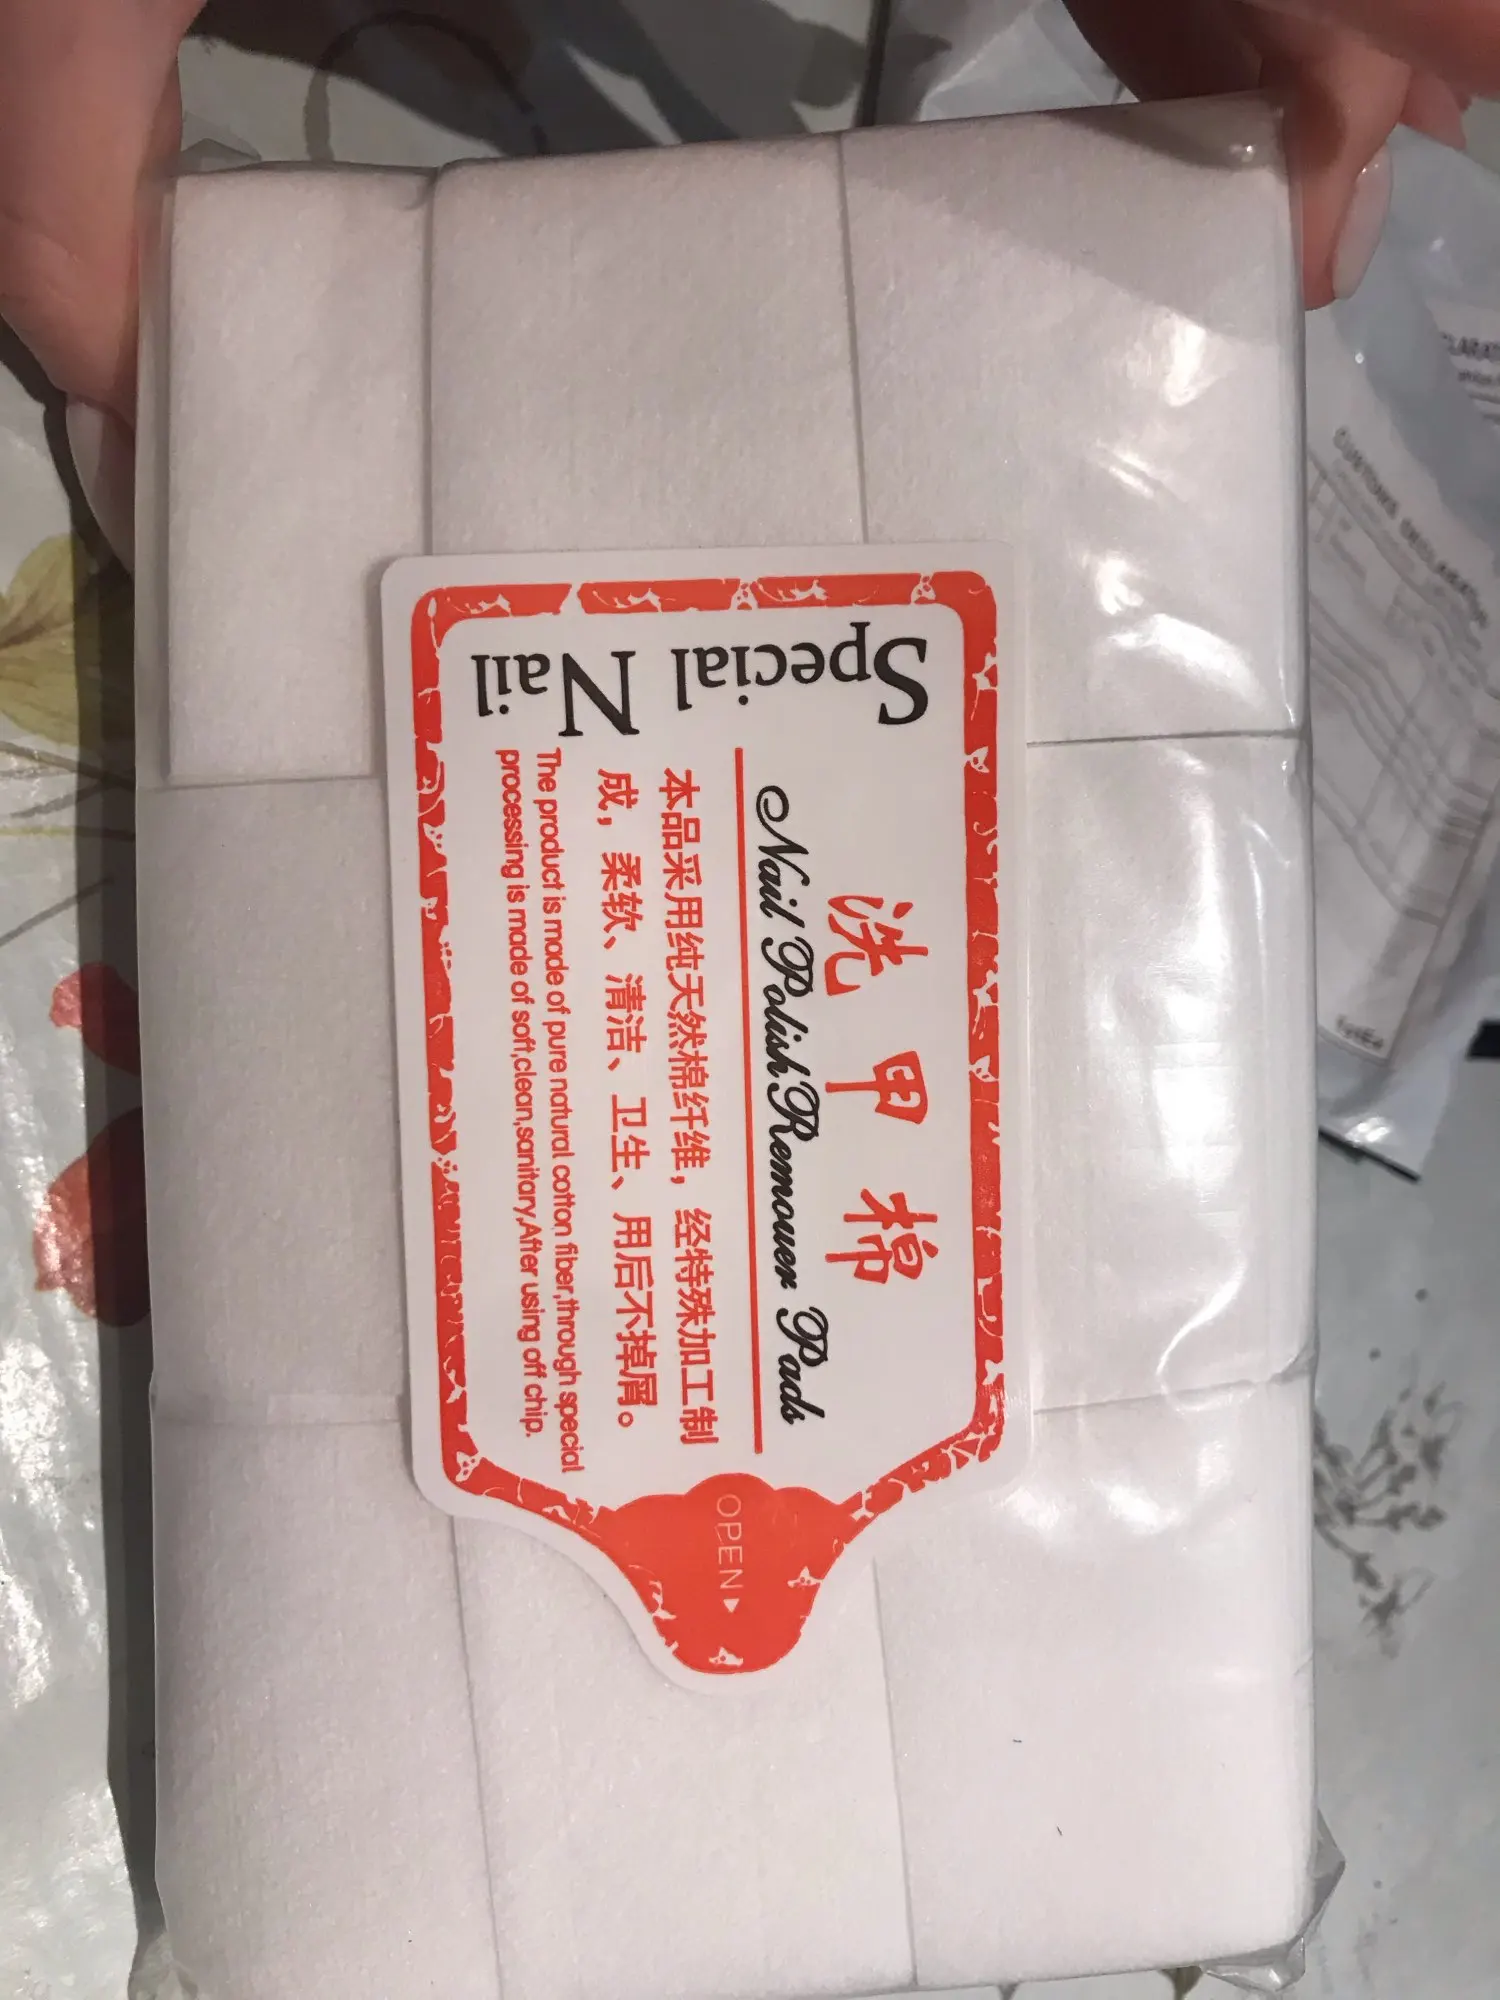 Special Nail
洗甲棉
Nail Polish Remover Pads
本品采用纯天然棉纤维，经特殊加工制
成，柔软、清洁、卫生、用后不掉屑。
The product is made of pure natural cotton fiber,through special
processing is made of soft,clean,sanitary,After using off chip.
OPEN
CUSTOMS DECLARATION